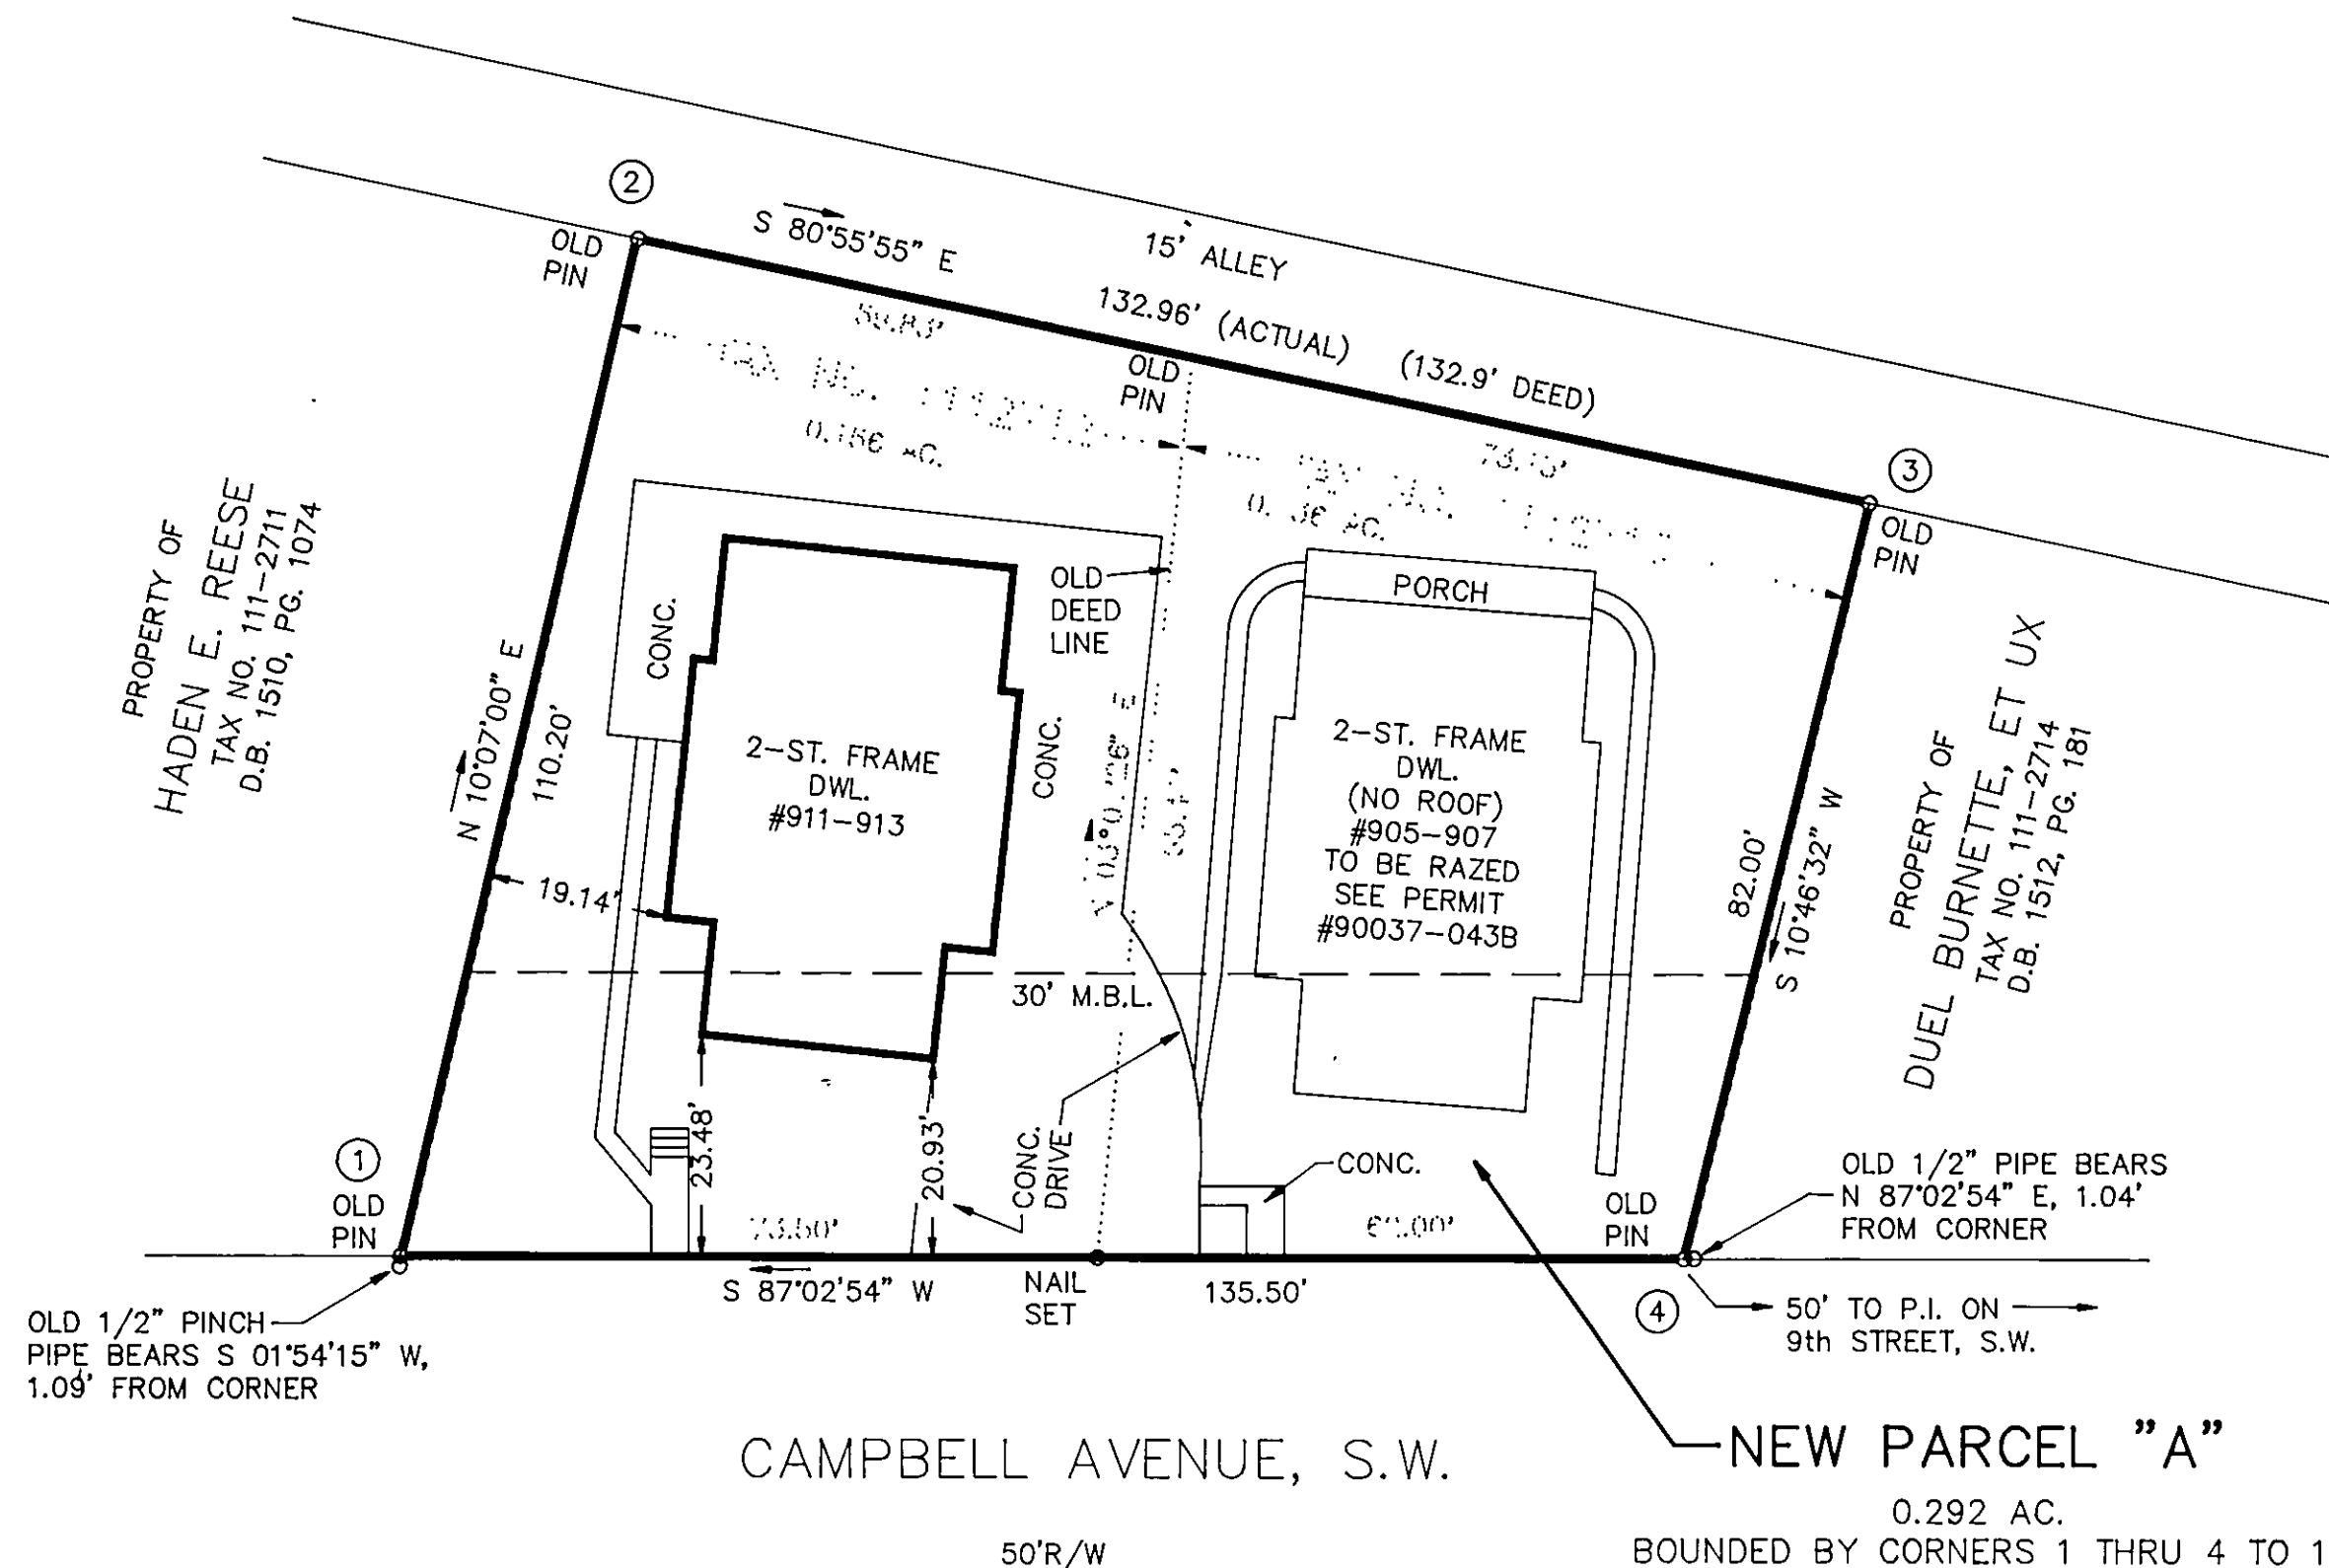 2
OLD
PIN
S 80°55'55" E
15' ALLEY
132.96' (ACTUAL) (132.9' DEED)
OLD
PIN
3
OLD
PIN
PROPERTY OF
HADEN E. REESE
TAX NO. 111-2711
D.B. 1510, PG. 1074
N 10°07'00" E
110.20'
CONC.
2-ST. FRAME
DWL.
#911-913
CONC.
OLD
DEED
LINE
PORCH
2-ST. FRAME
DWL.
(NO ROOF)
#905-907
TO BE RAZED
SEE PERMIT
#90037-043B
82.00'
S 10°46'32" W
PROPERTY OF
DUEL BURNETTE, ET UX
TAX NO. 111-2714
D.B. 1512, PG. 181
19.14'
30' M.B.L.
23.48'
20.93'
CONC.
DRIVE
CONC.
1
OLD
PIN
73.50'
OLD
PIN
OLD 1/2" PIPE BEARS
N 87°02'54" E, 1.04'
FROM CORNER
S 87°02'54" W
NAIL
SET
135.50'
4
50' TO P.I. ON
9th STREET, S.W.
OLD 1/2" PINCH
PIPE BEARS S 01°54'15" W,
1.09' FROM CORNER
CAMPBELL AVENUE, S.W.
50'R/W
NEW PARCEL "A"
0.292 AC.
BOUNDED BY CORNERS 1 THRU 4 TO 1